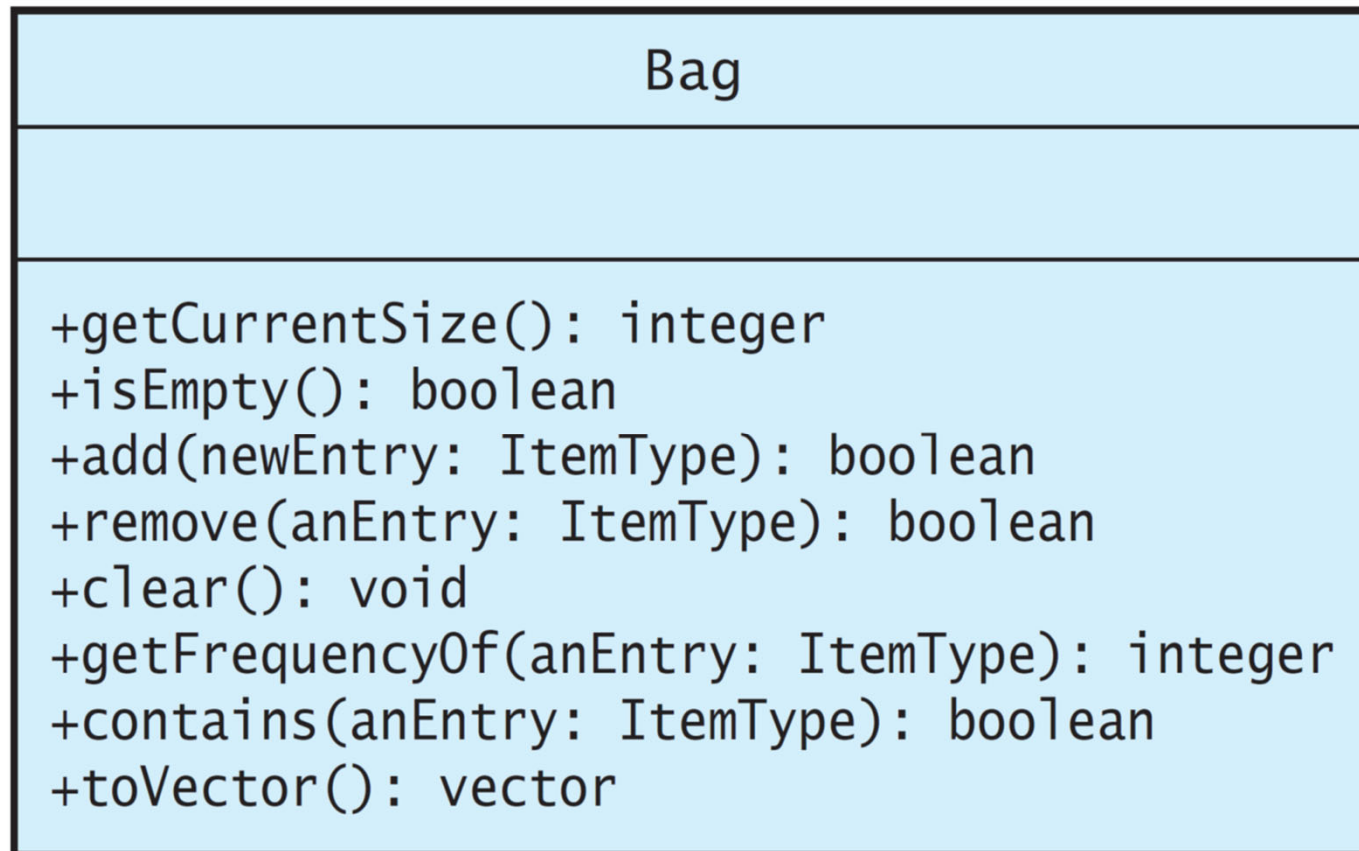 Bag
+getCurrentSize(): integer
+isEmpty(): boolean
+add(newEntry: ItemType): boolean
+remove(anEntry: ItemType): boolean
+clear(): void
+getFrequencyOf(anEntry: ItemType): integer
+contains(anEntry: ItemType): boolean
+toVector(): vector